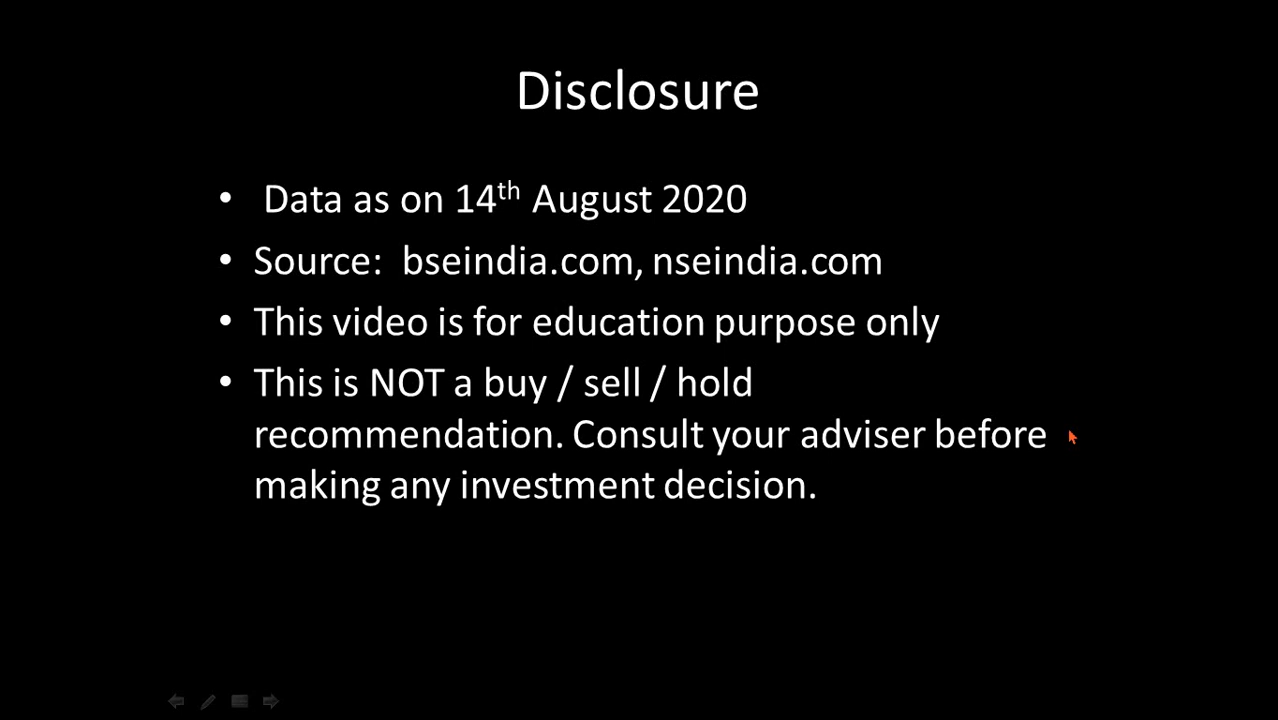 Disclosure
• Data as on 14th August 2020
• Source: bseindia.com, nseindia.com
• This video is for education purpose only
• This is NOT a buy / sell / hold
recommendation. Consult your adviser before
making any investment decision.